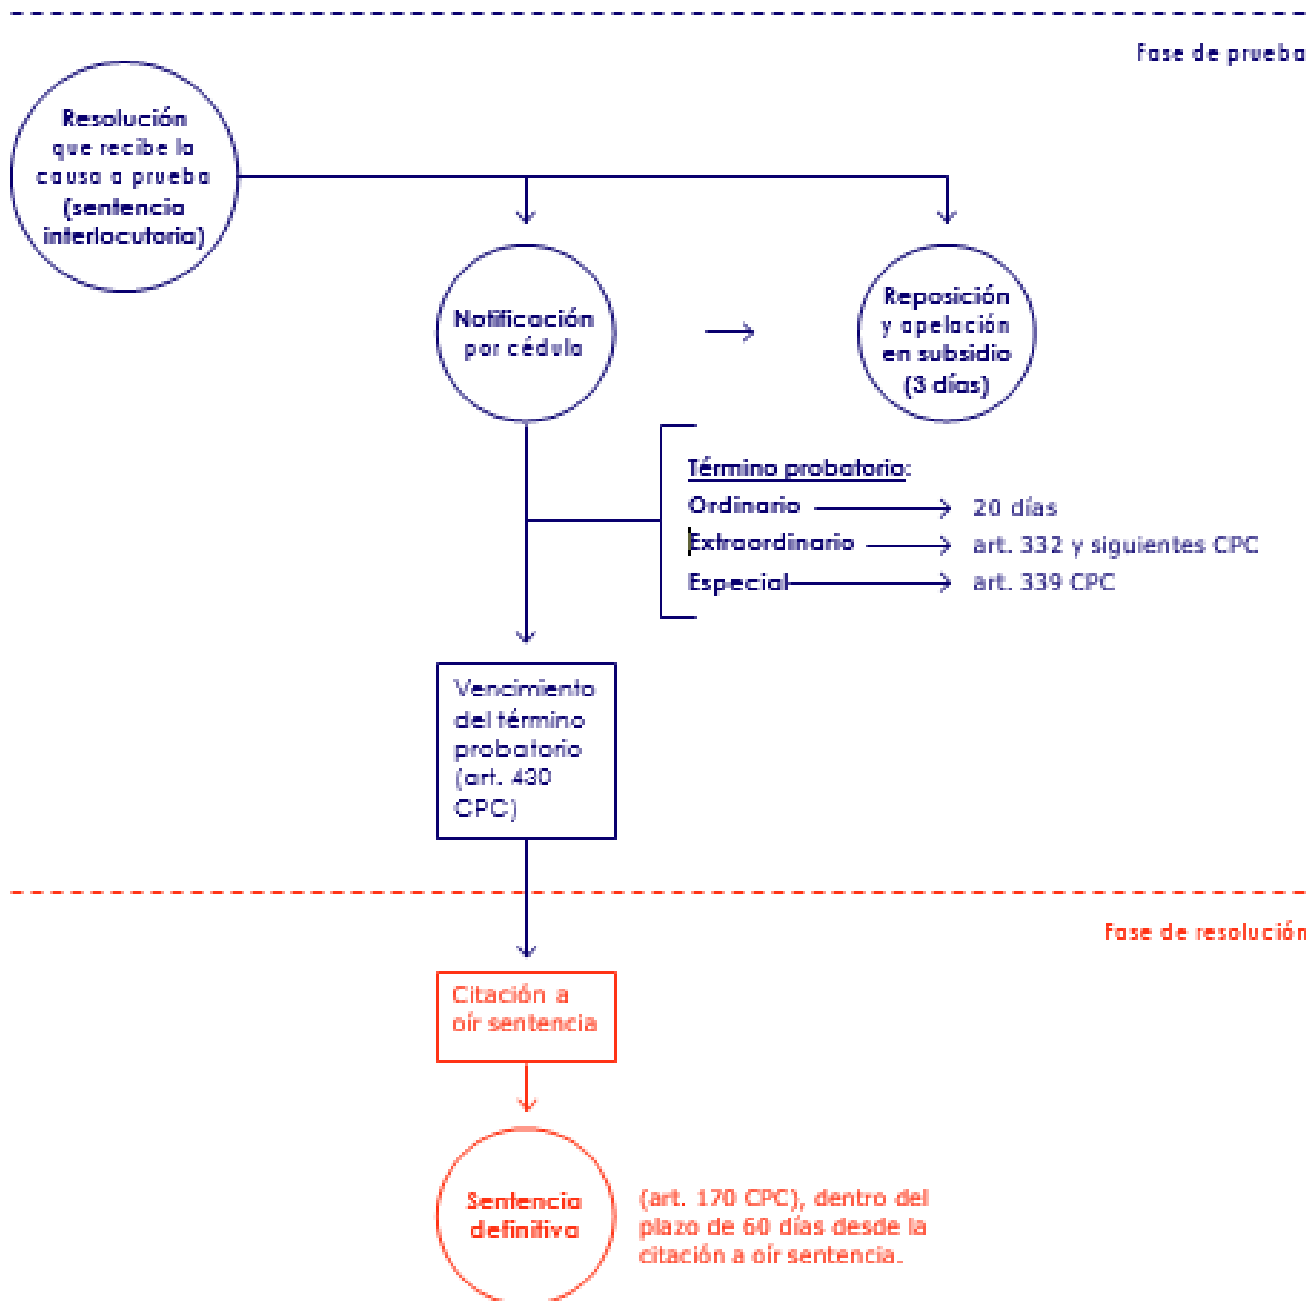 Fase de prueba
Resolución
que recibe la
causa a prueba
(sentencia
interlocutoria)
Notificación
por cédula
Reposición
y apelación
en subsidio
(3 días)
Término probatorio:
Ordinario
20 días
Extraordinario
art. 332 y siguientes CPC
Especial
art. 339 CPC
Vencimiento
del término
probatorio
(art. 430
CPC)
Fase de resolución
Citación a
oír sentencia
Sentencia
definitiva
(art. 170 CPC), dentro del
plazo de 60 días desde la
citación a oír sentencia.